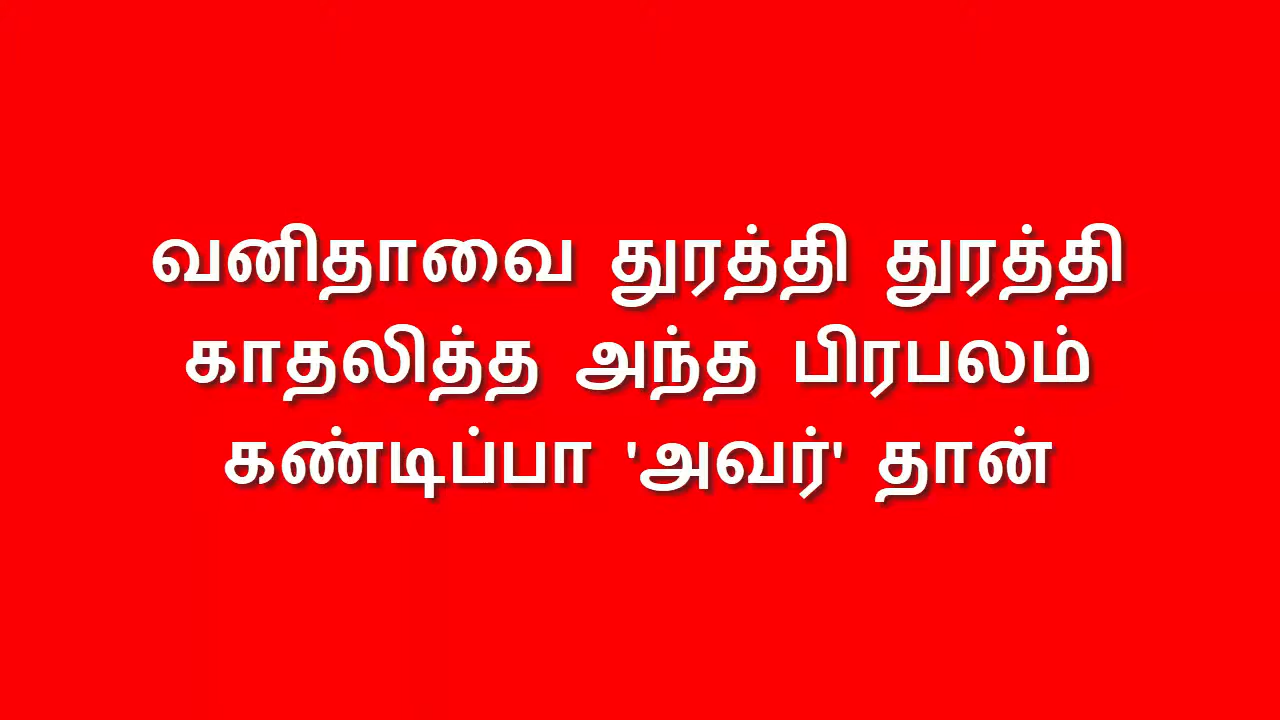 வனிதாவை துரத்தி துரத்தி
காதலித்த அந்த பிரபலம்
கண்டிப்பா 'அவர்' தான்